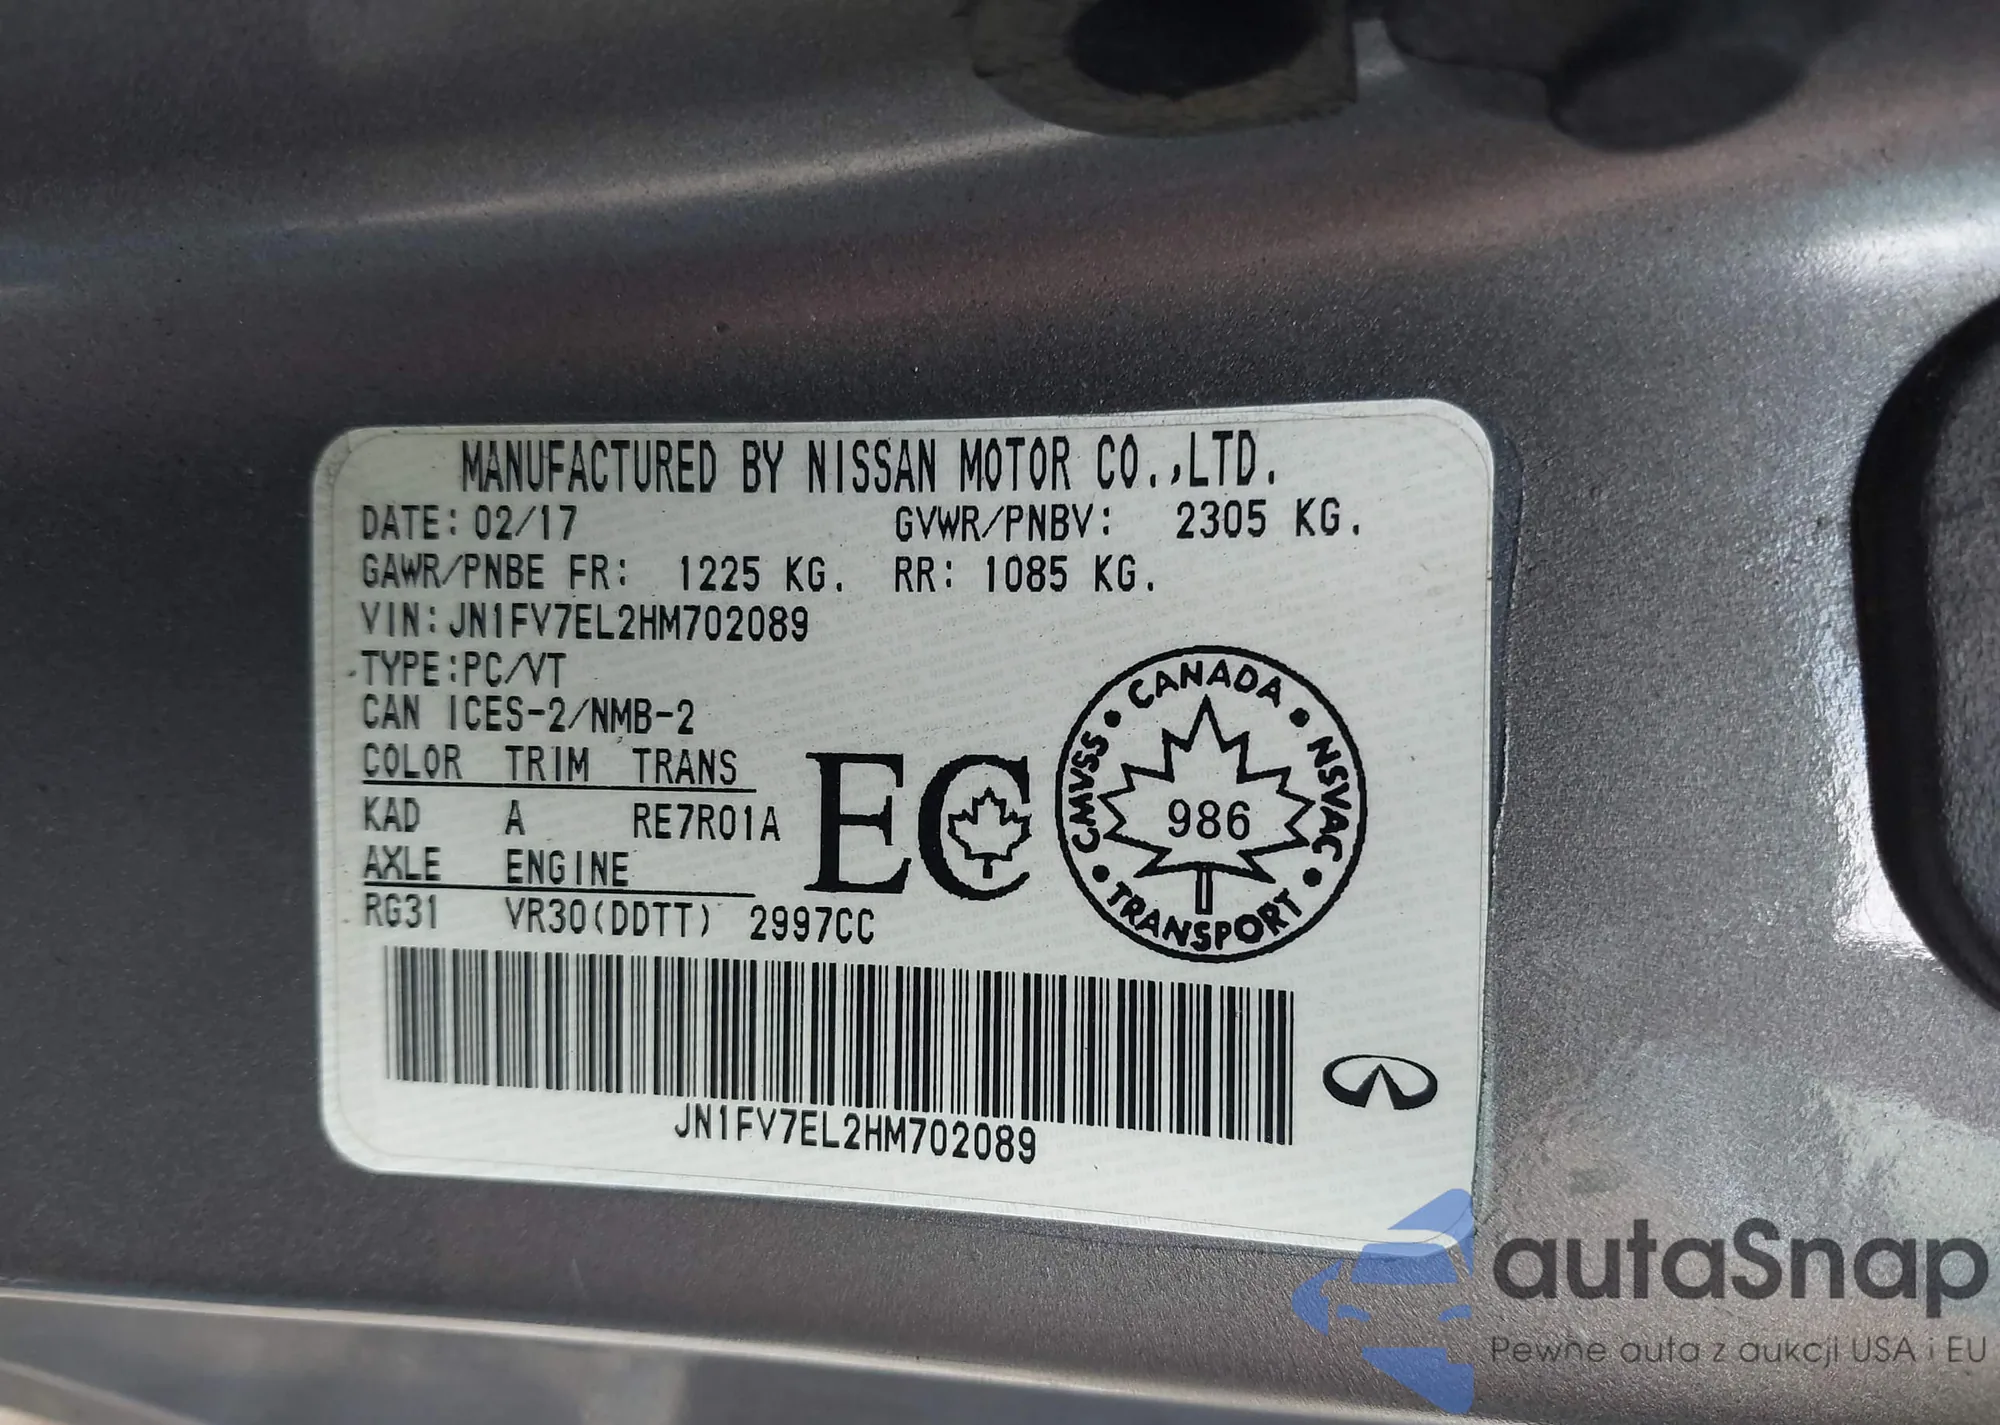 MANUFACTURED BY NISSAN MOTOR CO.,LTD.
DATE: 02/17 GVWR/PNBV: 2305 KG.
GAWR/PNBE FR: 1225 KG. RR: 1085 KG.
VIN: JN1FV7EL2HM702089
TYPE: PC/VT
CAN ICES-2/NMB-2
COLOR TRIM TRANS
KAD A RE7R01A
AXLE ENGINE
RG31 VR30(DDTT) 2997CC
EC
CANADA
CMVSS
NSVAC
986
TRANSPORT
JN1FV7EL2HM702089
autaSnap
Pewne auta z aukcji USA i EU